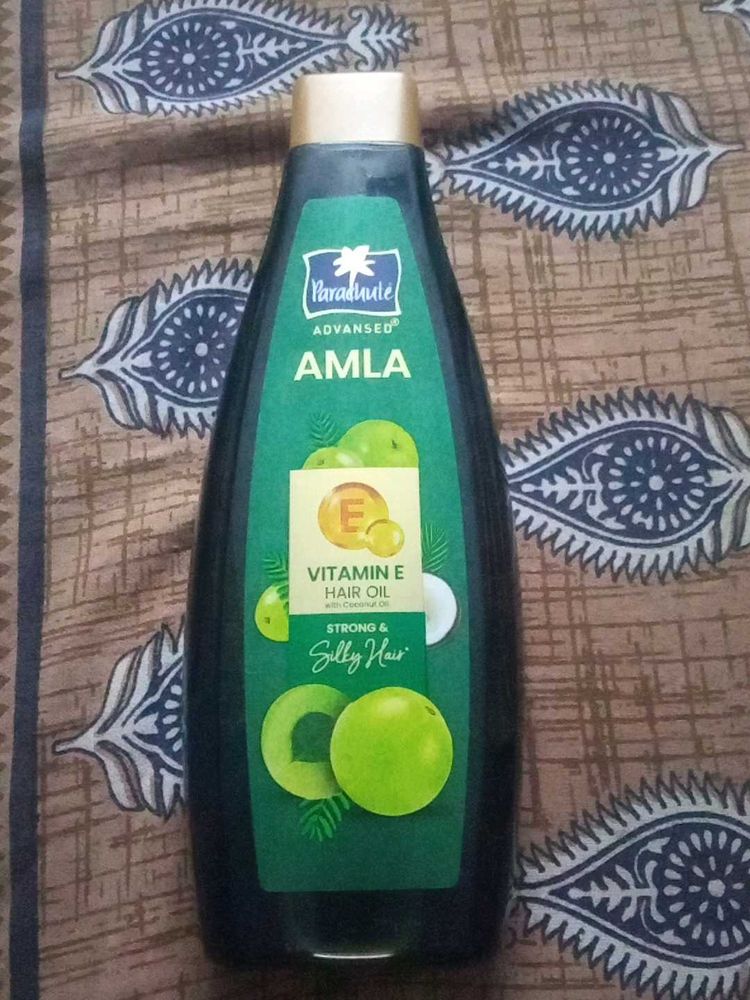 Parachute
ADVANSED®
AMLA
E
VITAMIN E
HAIR OIL
with Coconut Oil
STRONG &
Silky Hair*